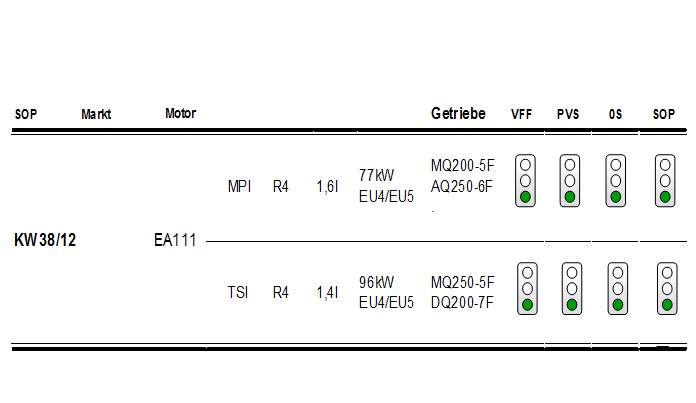 SOP Markt Motor Getriebe VFF PVS 0S SOP
MQ200-5F
77kW
MPI R4 1,6l AQ250-6F
EU4/EU5
.
KW38/12 EA111
96kW MQ250-5F
TSI R4 1,4l
EU4/EU5 DQ200-7F